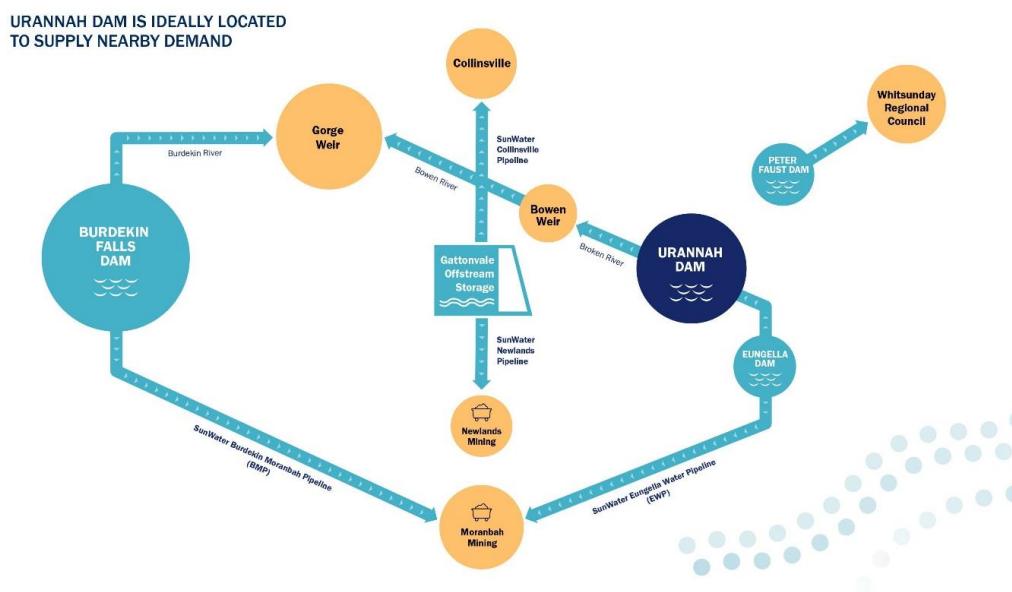 URANNAH DAM IS IDEALLY LOCATED
TO SUPPLY NEARBY DEMAND
Collinsville
Whitsunday
Regional
Council
Gorge
Weir
SunWater
Collinsville
Pipeline
Burdekin River
PETER
FAUST DAM
Bowen River
Bowen
Weir
BURDEKIN
FALLS
DAM
Broken River
URANNAH
DAM
Gattonvale
Offstream
Storage
SunWater
Newlands
Pipeline
EUNGELLA
DAM
Newlands
Mining
SunWater Burdekin Moranbah Pipeline
(BMP)
SunWater Eungella Water Pipeline
(EWP)
Moranbah
Mining